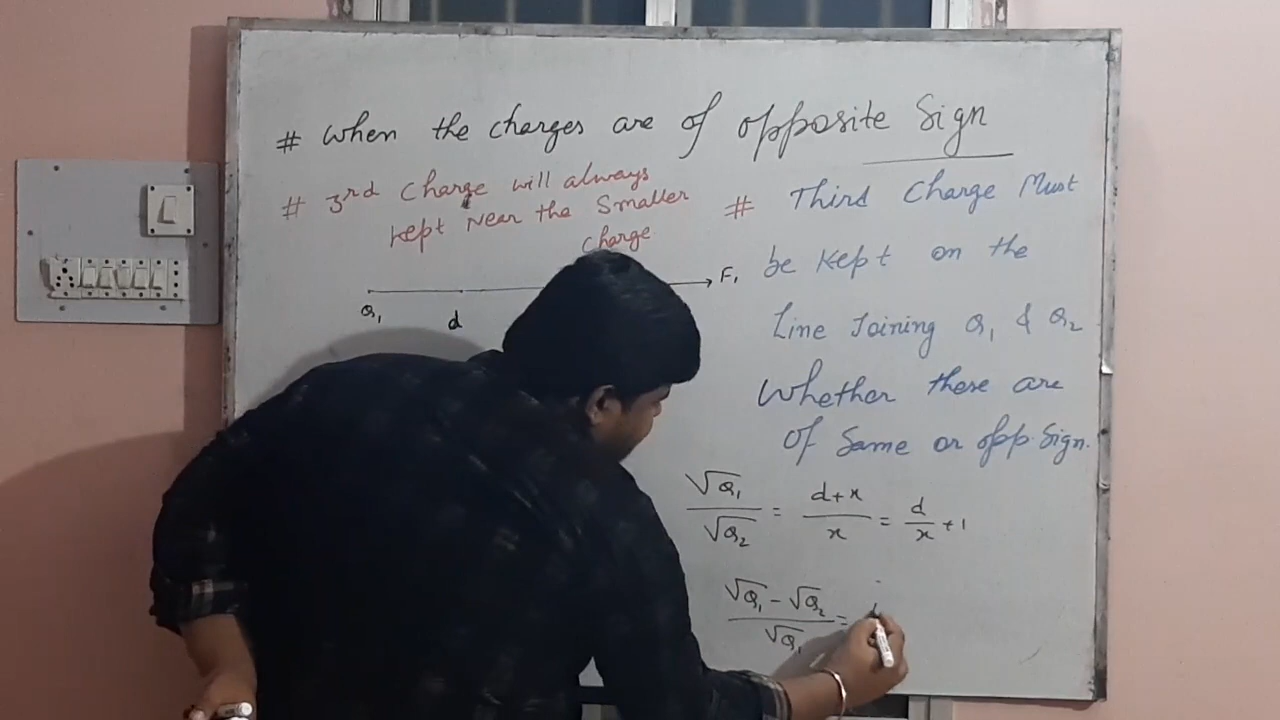 # When the charges are of opposite Sign
# 3rd Charge will always
kept Near the Smaller
Charge
# Third Charge Must
be kept on the
Line Joining Q₁ & Q₂
Whether these are
of Same or opp. Sign.
F₁
Q₁ d
√Q₁ / √Q₂ = d+x / x = d/x + 1
√Q₁ - √Q₂ / √Q₁ =